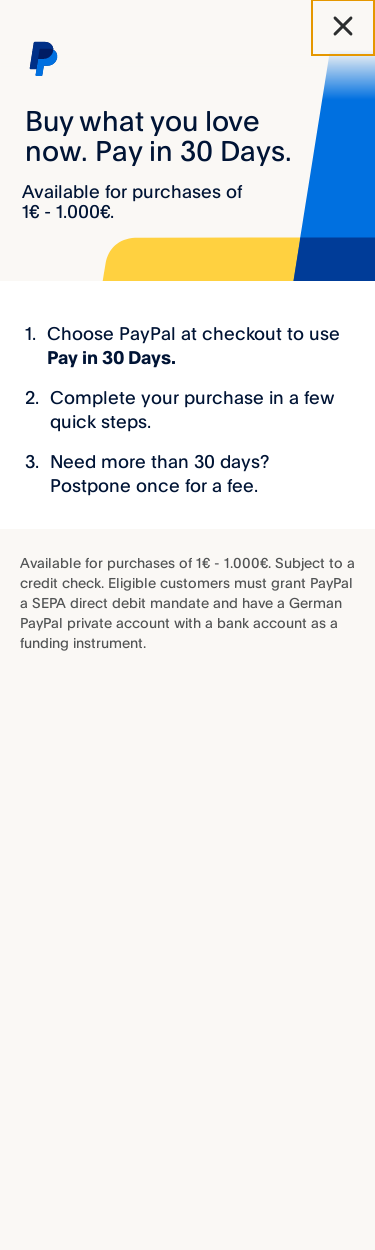 Buy what you love
now. Pay in 30 Days.
Available for purchases of
1€ - 1.000€.
1. Choose PayPal at checkout to use
Pay in 30 Days.
2. Complete your purchase in a few
quick steps.
3. Need more than 30 days?
Postpone once for a fee.
Available for purchases of 1€ - 1.000€. Subject to a
credit check. Eligible customers must grant PayPal
a SEPA direct debit mandate and have a German
PayPal private account with a bank account as a
funding instrument.